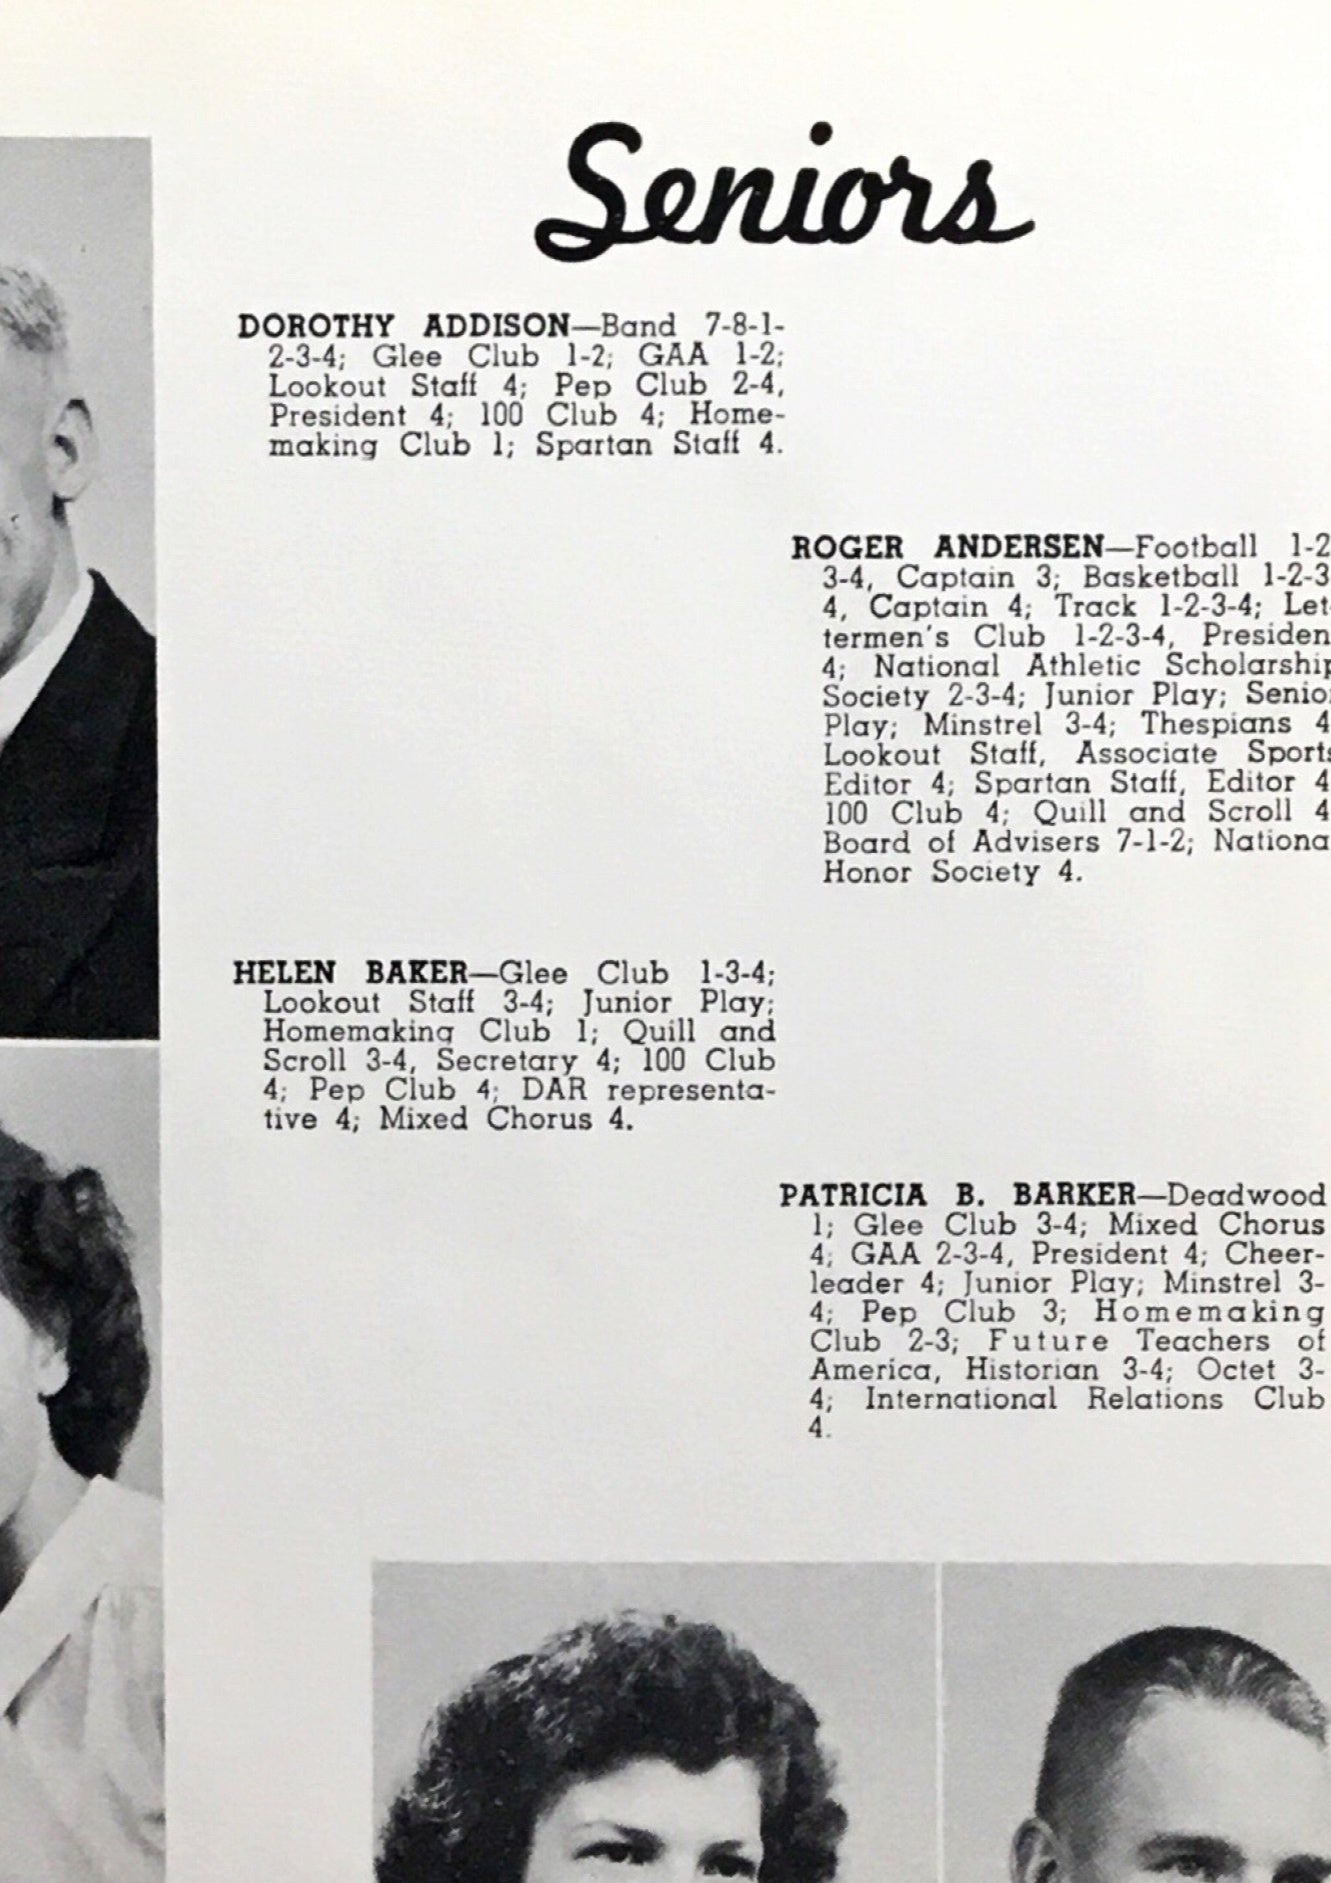 Seniors
DOROTHY ADDISON—Band 7-8-1-
2-3-4; Glee Club 1-2; GAA 1-2;
Lookout Staff 4; Pep Club 2-4,
President 4; 100 Club 4; Home-
making Club 1; Spartan Staff 4.
ROGER ANDERSEN—Football 1-2
3-4, Captain 3; Basketball 1-2-3
4, Captain 4; Track 1-2-3-4; Let-
termen's Club 1-2-3-4, Presiden
4; National Athletic Scholarship
Society 2-3-4; Junior Play; Senior
Play; Minstrel 3-4; Thespians 4
Lookout Staff, Associate Sports
Editor 4; Spartan Staff, Editor 4
100 Club 4; Quill and Scroll 4
Board of Advisers 7-1-2; Nationa
Honor Society 4.
HELEN BAKER—Glee Club 1-3-4;
Lookout Staff 3-4; Junior Play;
Homemaking Club 1; Quill and
Scroll 3-4, Secretary 4; 100 Club
4; Pep Club 4; DAR representa-
tive 4; Mixed Chorus 4.
PATRICIA B. BARKER—Deadwood
1; Glee Club 3-4; Mixed Chorus
4; GAA 2-3-4, President 4; Cheer-
leader 4; Junior Play; Minstrel 3-
4; Pep Club 3; Homemaking
Club 2-3; Future Teachers of
America, Historian 3-4; Octet 3-
4; International Relations Club
4.